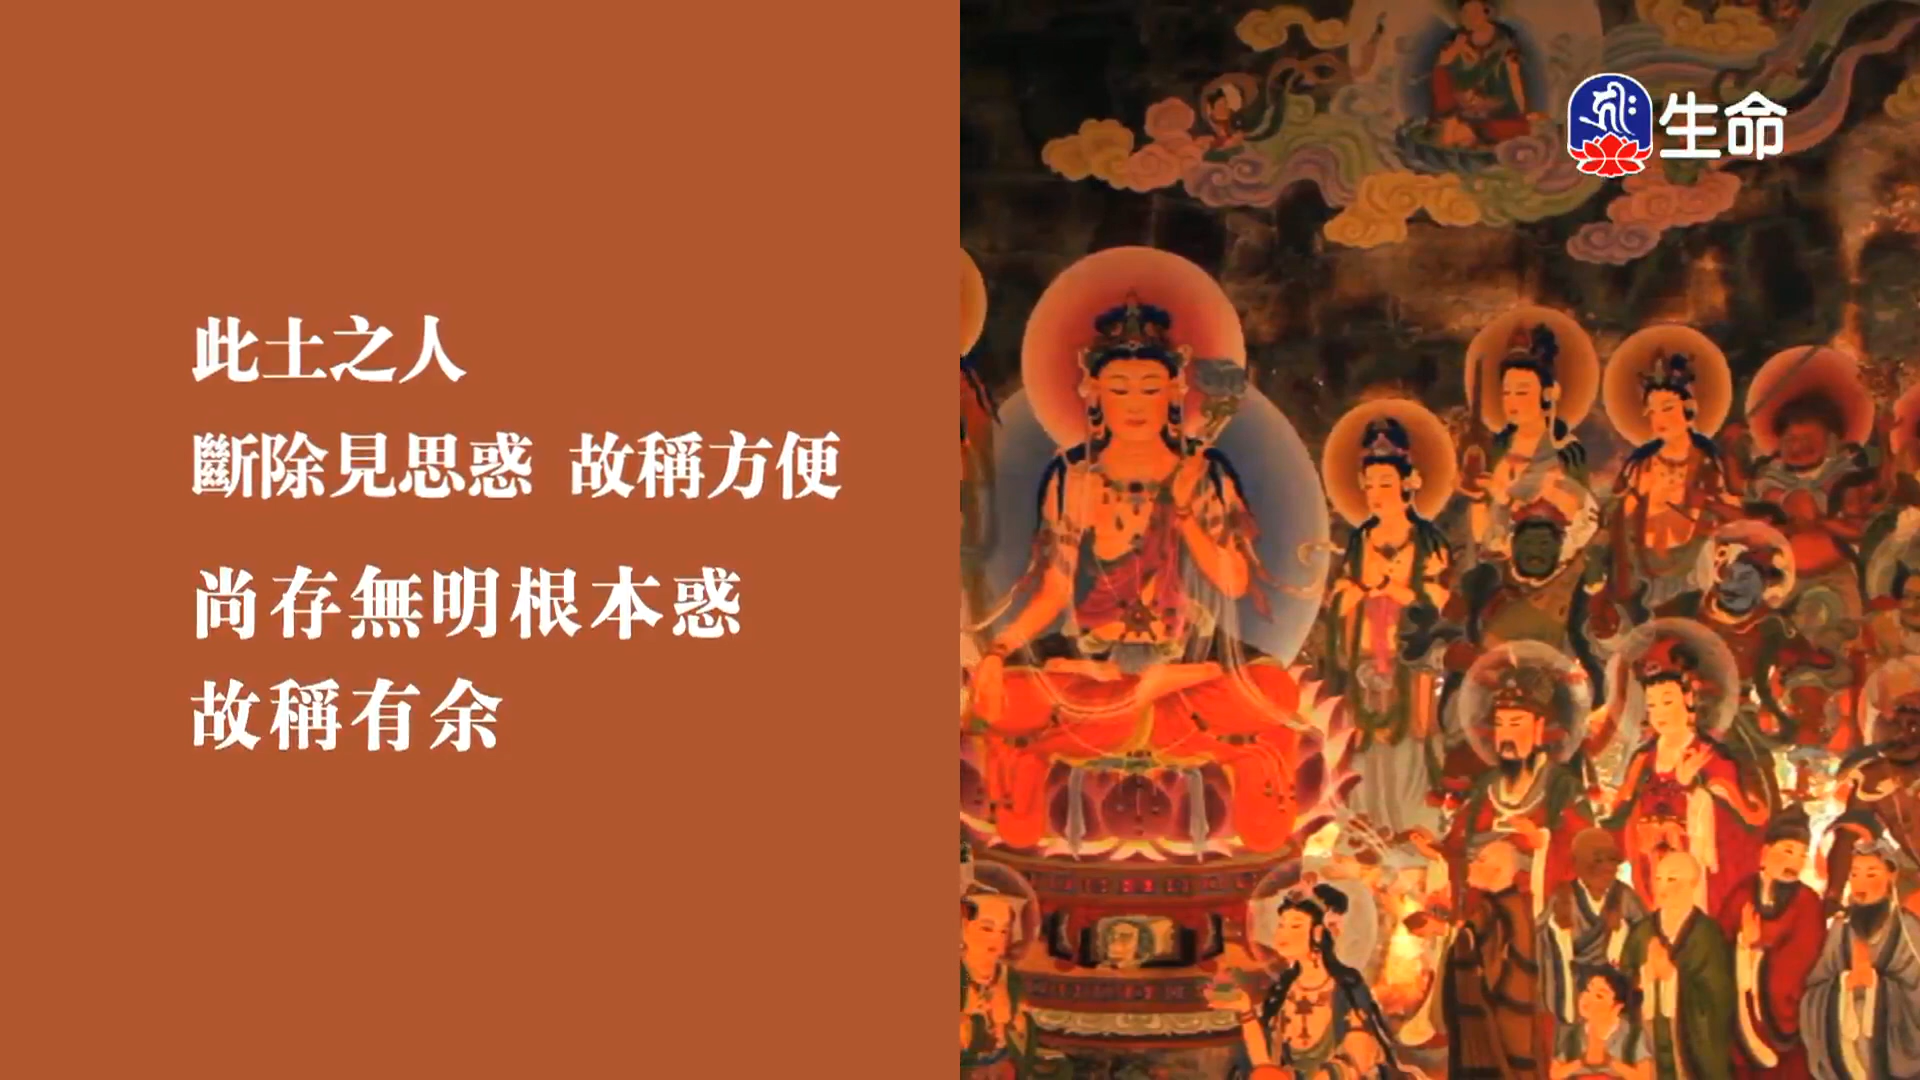 此土之人
斷除見思惑 故稱方便
尚存無明根本惑
故稱有余
生命